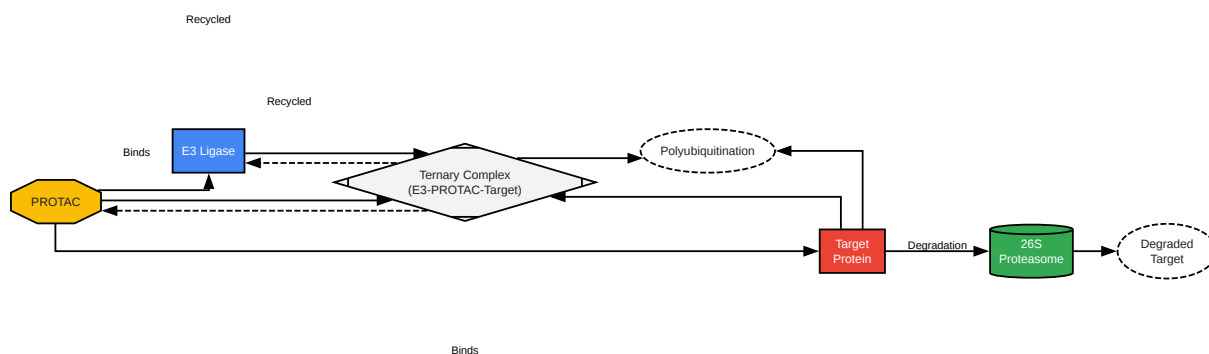 Recycled
Recycled
Binds
E3 Ligase
Polyubiquitination
PROTAC
Ternary Complex
(E3-PROTAC-Target)
Target
Protein
Degradation
26S
Proteasome
Degraded
Target
Binds